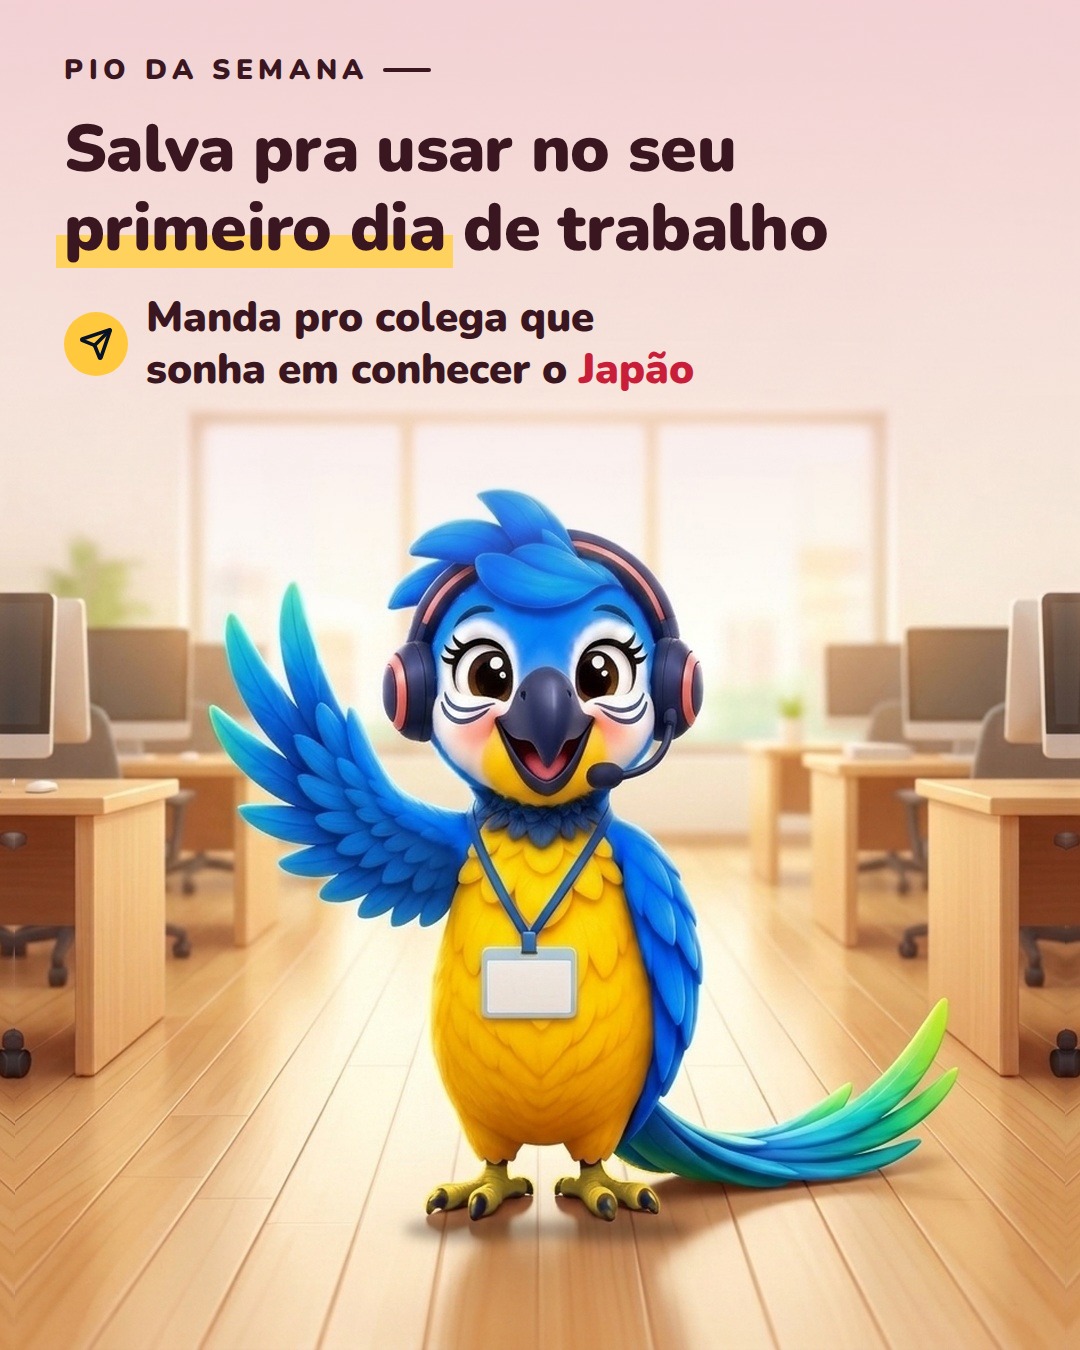 PIO DA SEMANA —
Salva pra usar no seu
primeiro dia de trabalho
Manda pro colega que
sonha em conhecer o Japão